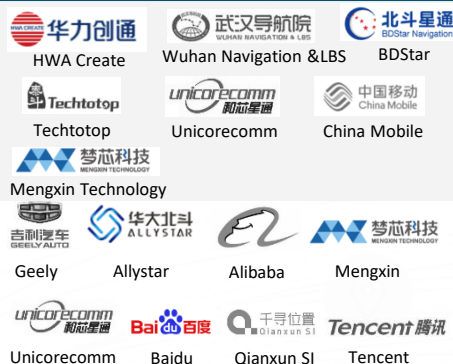 HWA CREATE 华力创通
武汉导航院
WUHAN NAVIGATION & LBS
北斗星通
BDStar Navigation
HWA Create
Wuhan Navigation &LBS
BDStar
泰斗 Techtotop
unicorecomm
和芯星通
中国移动
China Mobile
Techtotop
Unicorecomm
China Mobile
梦芯科技
MENGXIN TECHNOLOGY
Mengxin Technology
吉利汽车
GEELY AUTO
华大北斗
ALLYSTAR
梦芯科技
MENGXIN TECHNOLOGY
Geely
Allystar
Alibaba
Mengxin
unicorecomm
和芯星通
Bai du 百度
千寻位置
Qianxun SI
Tencent 腾讯
Unicorecomm
Baidu
Qianxun SI
Tencent